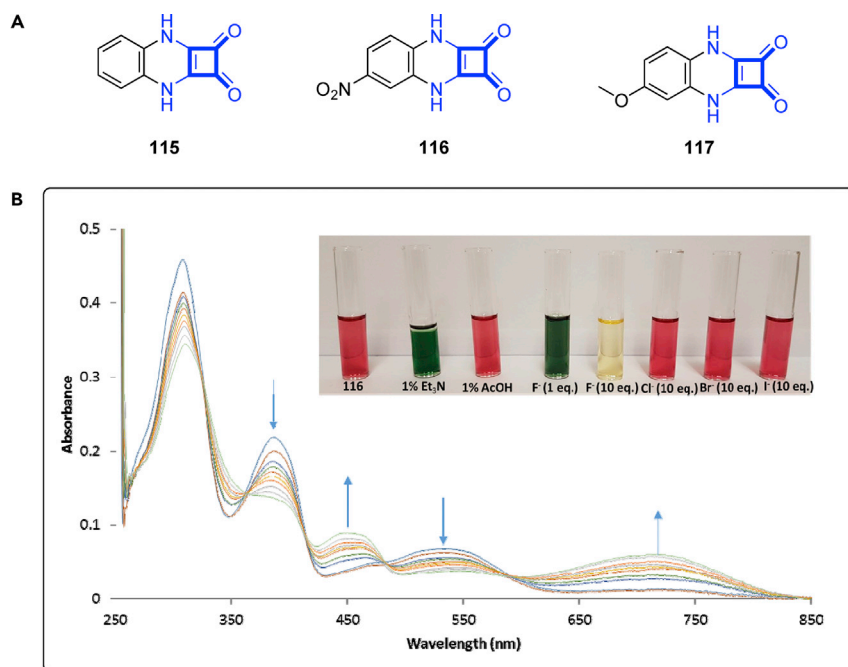 A
H
N
O
N
H
O
115
H
N
O
O₂N
N
H
O
116
H
N
O
O
N
H
O
117
B
0.5
0.4
0.3
0.2
0.1
0
Absorbance
116 1% Et₃N 1% AcOH F⁻ (1 eq.) F⁻ (10 eq.) Cl⁻ (10 eq.) Br⁻ (10 eq.) I⁻ (10 eq.)
250 350 450 550 650 750 850
Wavelength (nm)